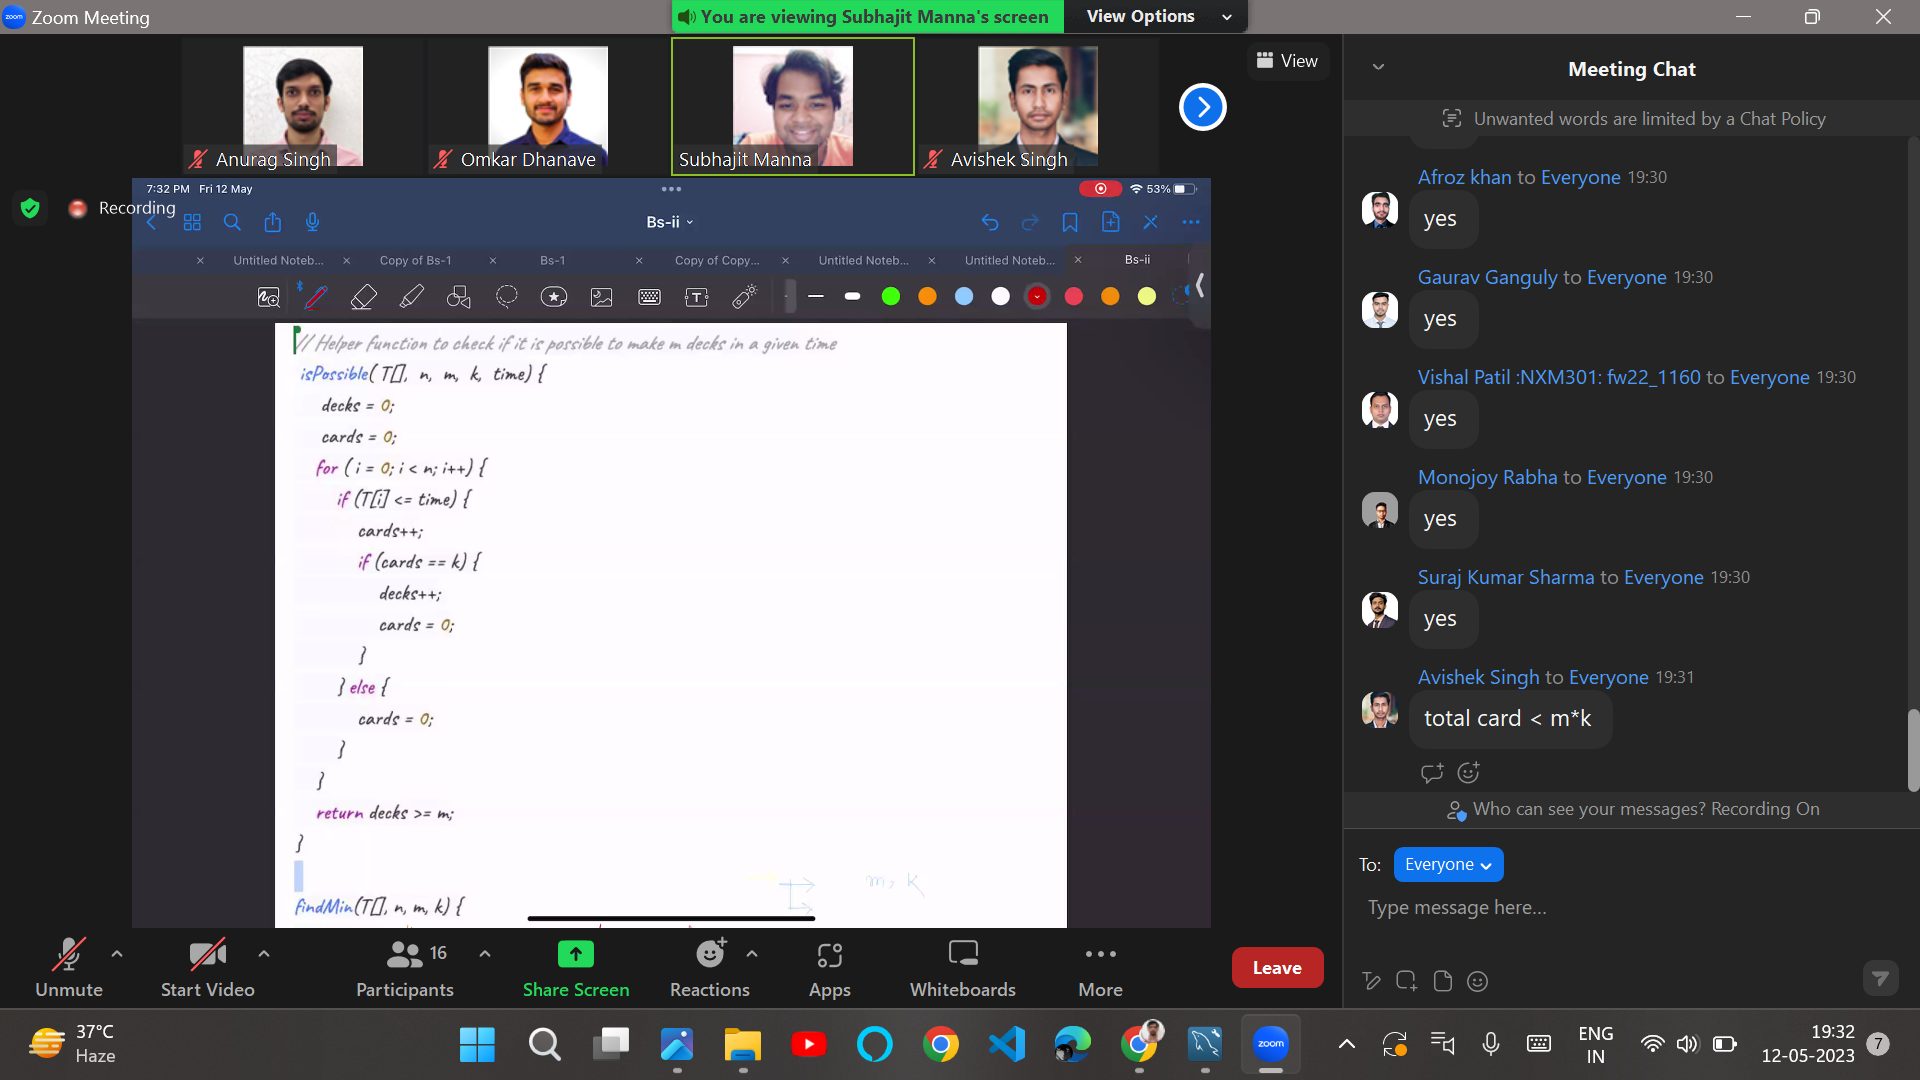 zoom Zoom Meeting
You are viewing Subhajit Manna's screen
View Options
View
Anurag Singh
Omkar Dhanave
Subhajit Manna
Avishek Singh
Recording
7:32 PM Fri 12 May
53%
Bs-ii
Untitled Noteb...
Copy of Bs-1
Bs-1
Copy of Copy...
Untitled Noteb...
Untitled Noteb...
Bs-ii
// Helper function to check if it is possible to make m decks in a given time
isPossible( T[], n, m, k, time) {
decks = 0;
cards = 0;
for ( i = 0; i < n; i++) {
if (T[i] <= time) {
cards++;
if (cards == k) {
decks++;
cards = 0;
}
} else {
cards = 0;
}
}
return decks >= m;
}
m, k
findMin(T[], n, m, k) {
Unmute
Start Video
16
Participants
Share Screen
Reactions
Apps
Whiteboards
More
Leave
Meeting Chat
Unwanted words are limited by a Chat Policy
Afroz khan to Everyone 19:30
yes
Gaurav Ganguly to Everyone 19:30
yes
Vishal Patil :NXM301: fw22_1160 to Everyone 19:30
yes
Monojoy Rabha to Everyone 19:30
yes
Suraj Kumar Sharma to Everyone 19:30
yes
Avishek Singh to Everyone 19:31
total card < m*k
Who can see your messages? Recording On
To: Everyone
Type message here...
37°C
Haze
zoom
ENG
IN
19:32
12-05-2023
7